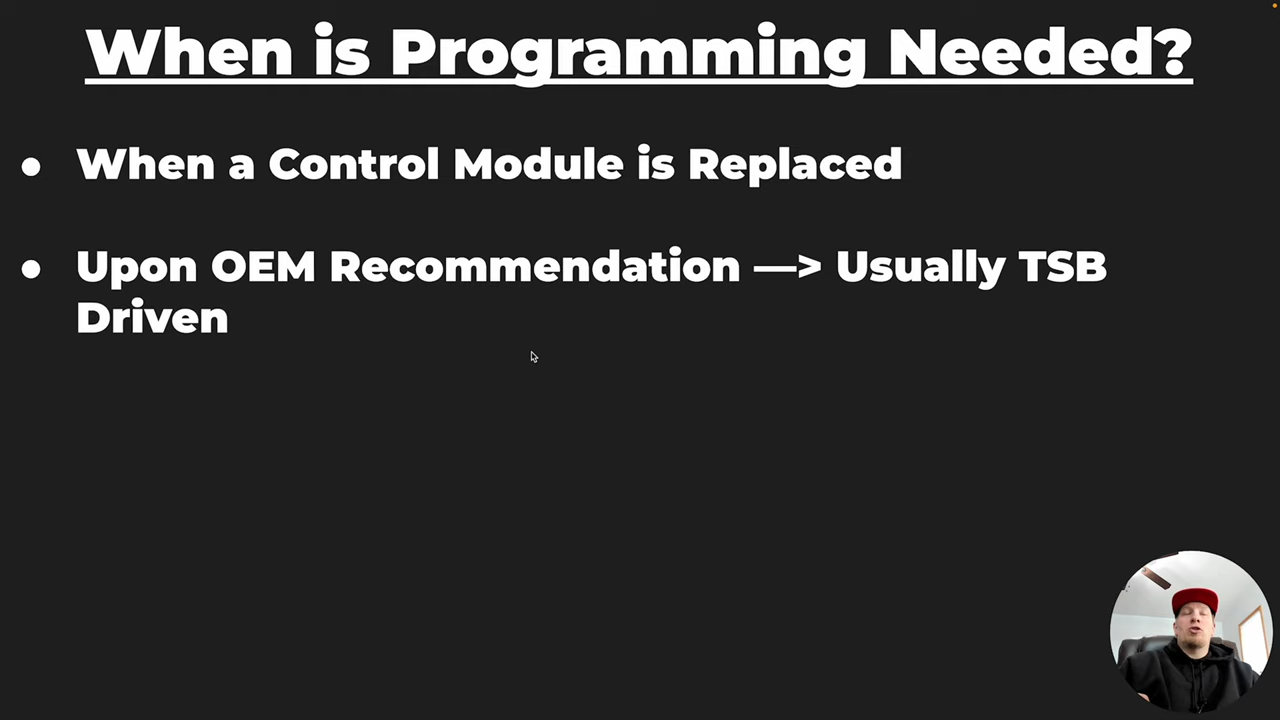 When is Programming Needed?
● When a Control Module is Replaced
● Upon OEM Recommendation —> Usually TSB
Driven